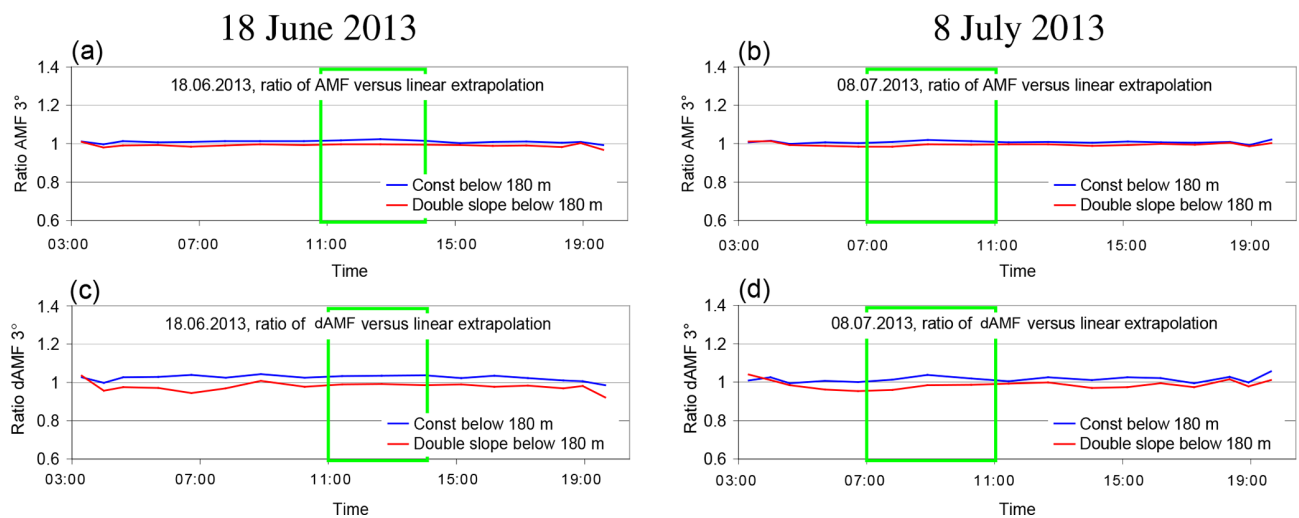 18 June 2013
8 July 2013
(a)
18.06.2013, ratio of AMF versus linear extrapolation
Ratio AMF 3°
1.4
1.2
1
0.8
0.6
Const below 180 m
Double slope below 180 m
03:00 07:00 11:00 15:00 19:00
Time
(b)
08.07.2013, ratio of AMF versus linear extrapolation
Ratio AMF 3°
1.4
1.2
1
0.8
0.6
Const below 180 m
Double slope below 180 m
03:00 07:00 11:00 15:00 19:00
Time
(c)
18.06.2013, ratio of dAMF versus linear extrapolation
Ratio dAMF 3°
1.4
1.2
1
0.8
0.6
Const below 180 m
Double slope below 180 m
03:00 07:00 11:00 15:00 19:00
Time
(d)
08.07.2013, ratio of dAMF versus linear extrapolation
Ratio dAMF 3°
1.4
1.2
1
0.8
0.6
Const below 180 m
Double slope below 180 m
03:00 07:00 11:00 15:00 19:00
Time